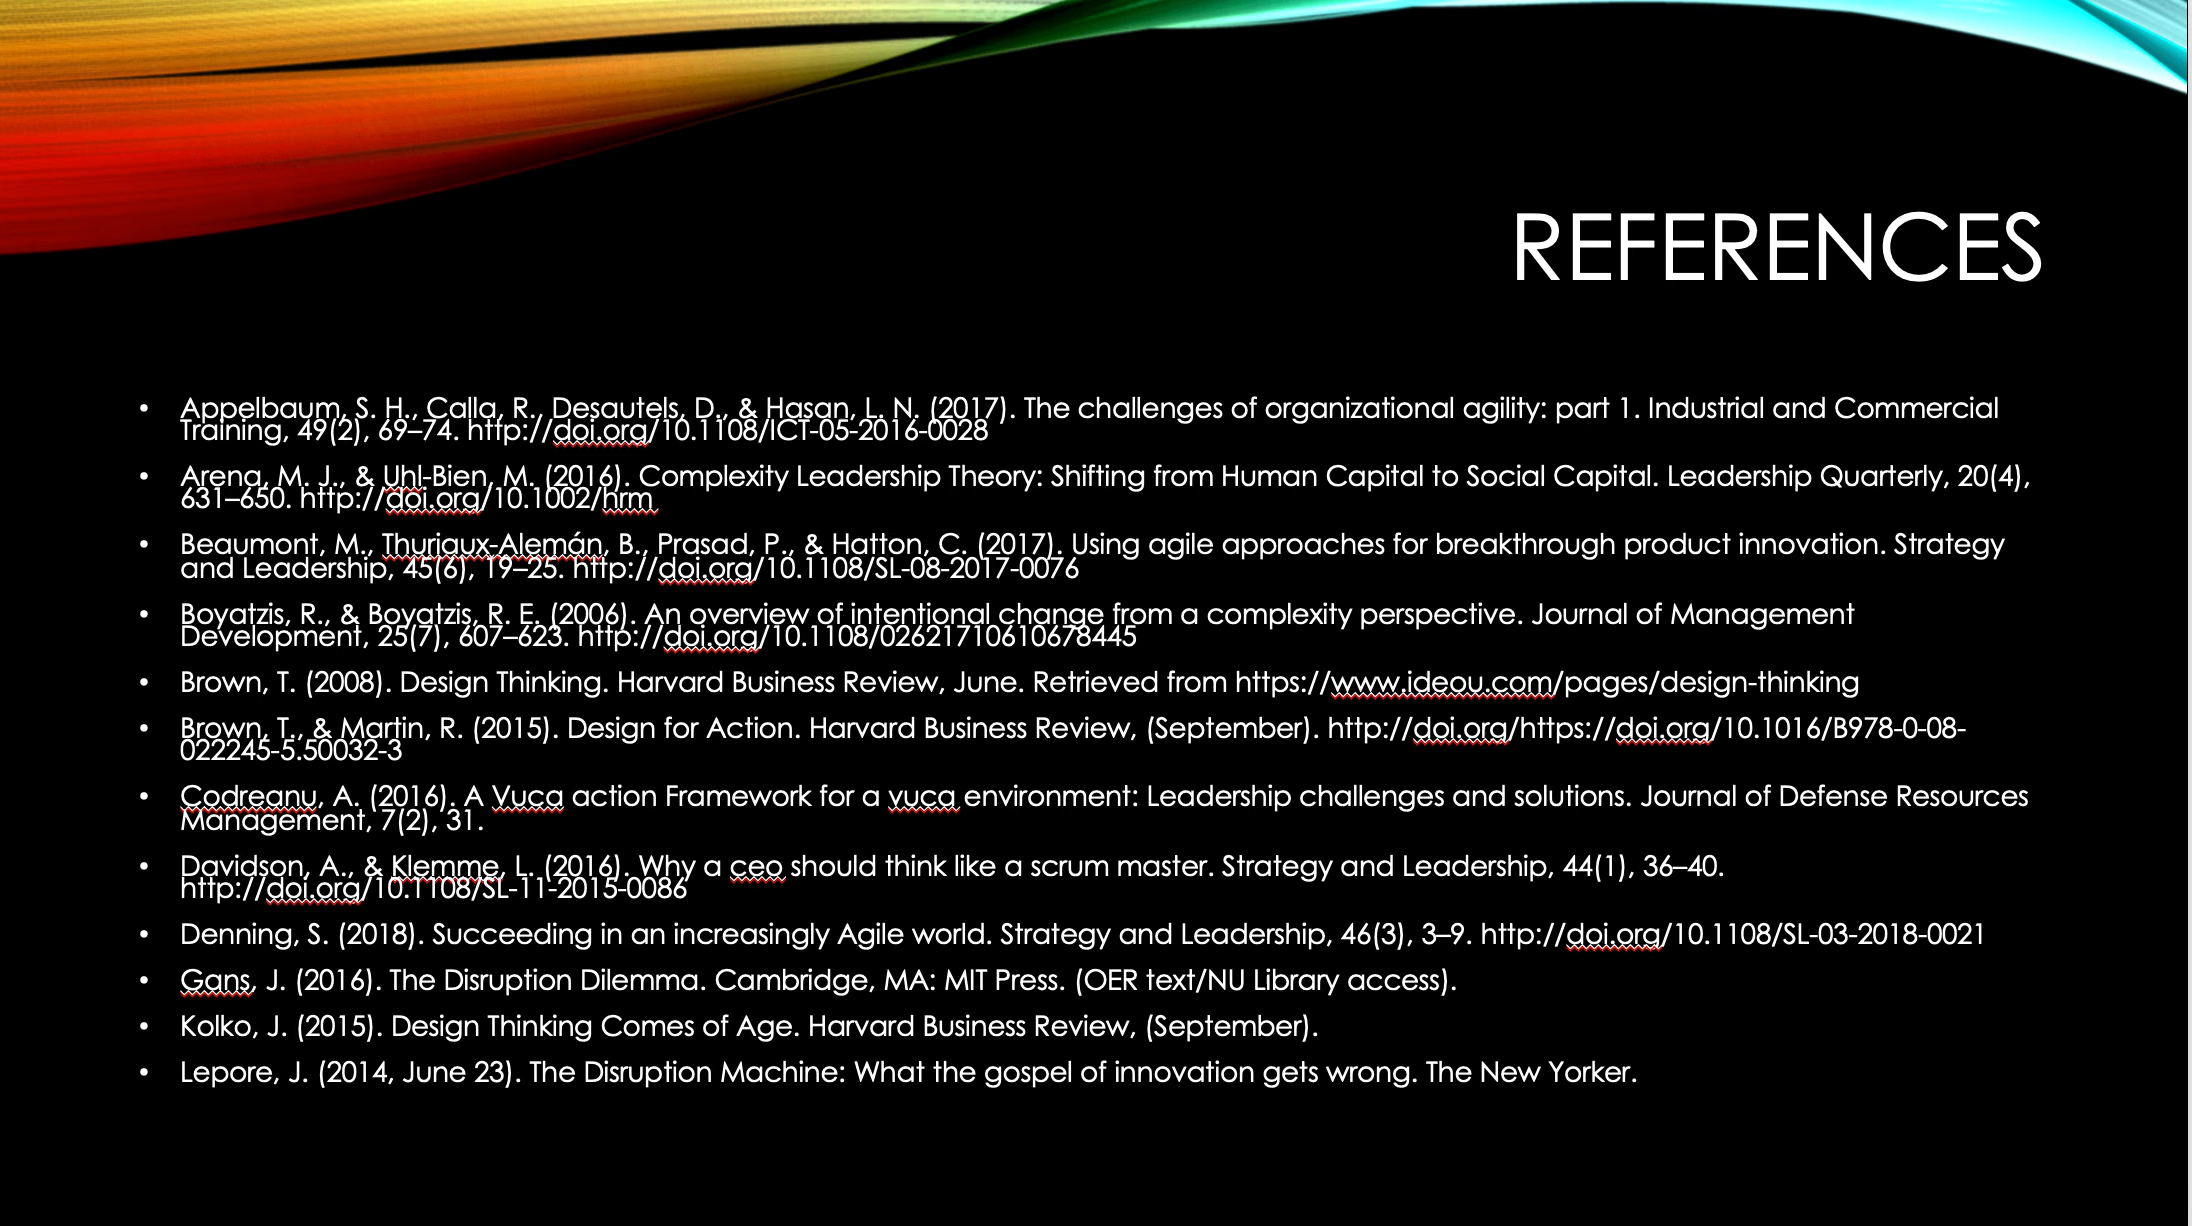 REFERENCES
• Appelbaum, S. H., Calla, R., Desautels, D., & Hasan, L. N. (2017). The challenges of organizational agility: part 1. Industrial and Commercial
Training, 49(2), 69–74. http://doi.org/10.1108/ICT-05-2016-0028
• Arena, M. J., & Uhl-Bien, M. (2016). Complexity Leadership Theory: Shifting from Human Capital to Social Capital. Leadership Quarterly, 20(4),
631–650. http://doi.org/10.1002/hrm
• Beaumont, M., Thuriaux-Alemán, B., Prasad, P., & Hatton, C. (2017). Using agile approaches for breakthrough product innovation. Strategy
and Leadership, 45(6), 19–25. http://doi.org/10.1108/SL-08-2017-0076
• Boyatzis, R., & Boyatzis, R. E. (2006). An overview of intentional change from a complexity perspective. Journal of Management
Development, 25(7), 607–623. http://doi.org/10.1108/02621710610678445
• Brown, T. (2008). Design Thinking. Harvard Business Review, June. Retrieved from https://www.ideou.com/pages/design-thinking
• Brown, T., & Martin, R. (2015). Design for Action. Harvard Business Review, (September). http://doi.org/https://doi.org/10.1016/B978-0-08-
022245-5.50032-3
• Codreanu, A. (2016). A Vuca action Framework for a vuca environment: Leadership challenges and solutions. Journal of Defense Resources
Management, 7(2), 31.
• Davidson, A., & Klemme, L. (2016). Why a ceo should think like a scrum master. Strategy and Leadership, 44(1), 36–40.
http://doi.org/10.1108/SL-11-2015-0086
• Denning, S. (2018). Succeeding in an increasingly Agile world. Strategy and Leadership, 46(3), 3–9. http://doi.org/10.1108/SL-03-2018-0021
• Gans, J. (2016). The Disruption Dilemma. Cambridge, MA: MIT Press. (OER text/NU Library access).
• Kolko, J. (2015). Design Thinking Comes of Age. Harvard Business Review, (September).
• Lepore, J. (2014, June 23). The Disruption Machine: What the gospel of innovation gets wrong. The New Yorker.